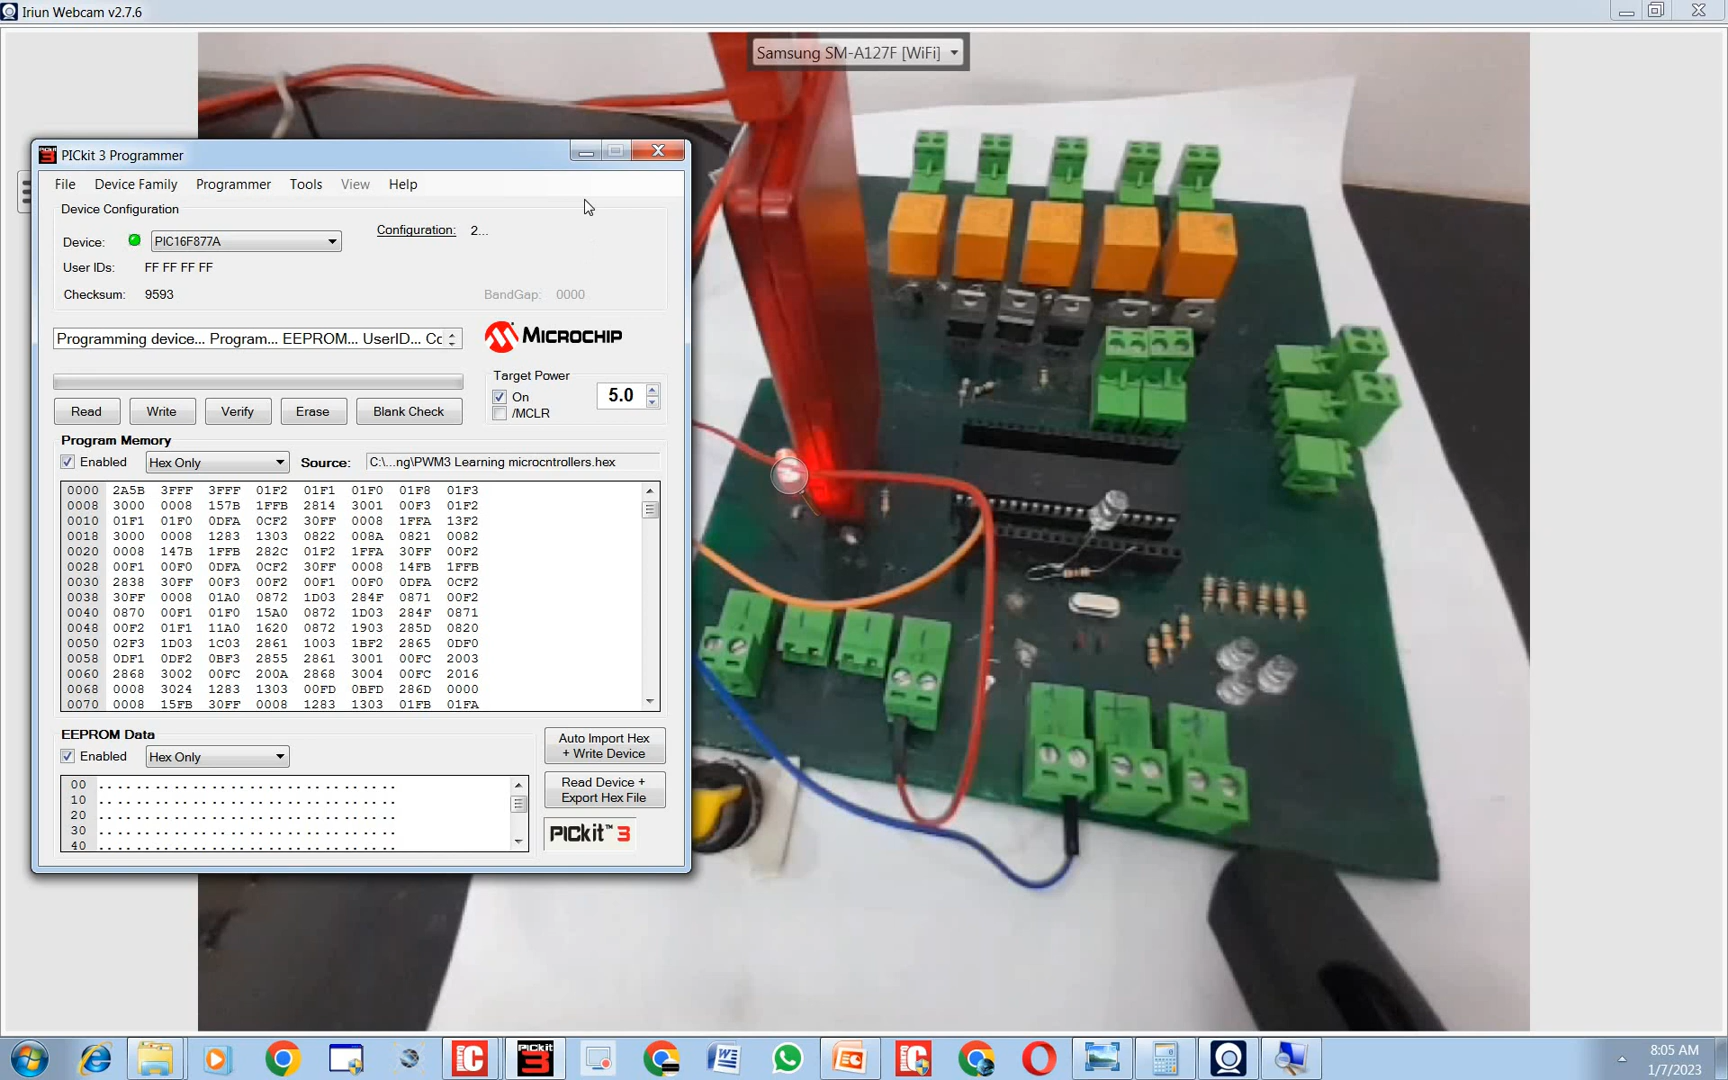 Iriun Webcam v2.7.6
Samsung SM-A127F [WiFi]
PICkit 3 Programmer
File Device Family Programmer Tools View Help
Device Configuration
Device: PIC16F877A
Configuration: 2...
User IDs: FF FF FF FF
Checksum: 9593
BandGap: 0000
Programming device... Program... EEPROM... UserID... Cc
MICROCHIP
Target Power
On
/MCLR
5.0
Read Write Verify Erase Blank Check
Program Memory
Enabled Hex Only Source: C:\...ng\PWM3 Learning microcntrollers.hex
0000 2A5B 3FFF 3FFF 01F2 01F1 01F0 01F8 01F3
0008 3000 0008 157B 1FFB 2814 3001 00F3 01F2
0010 01F1 01F0 0DFA 0CF2 30FF 0008 1FFA 13F2
0018 3000 0008 1283 1303 0822 008A 0821 0082
0020 0008 147B 1FFB 282C 01F2 1FFA 30FF 00F2
0028 00F1 00F0 0DFA 0CF2 30FF 0008 14FB 1FFB
0030 2838 30FF 00F3 00F2 00F1 00F0 0DFA 0CF2
0038 30FF 0008 01A0 0872 1D03 284F 0871 00F2
0040 0870 00F1 01F0 15A0 0872 1D03 284F 0871
0048 00F2 01F1 11A0 1620 0872 1903 285D 0820
0050 02F3 1D03 1C03 2861 1003 1BF2 2865 0DF0
0058 0DF1 0DF2 0BF3 2855 2861 3001 00FC 2003
0060 2868 3002 00FC 200A 2868 3004 00FC 2016
0068 0008 3024 1283 1303 00FD 0BFD 286D 0000
0070 0008 15FB 30FF 0008 1283 1303 01FB 01FA
EEPROM Data
Enabled Hex Only
Auto Import Hex
+ Write Device
Read Device +
Export Hex File
PICkit™ 3
00 ................................
10 ................................
20 ................................
30 ................................
40 ................................
8:05 AM
1/7/2023